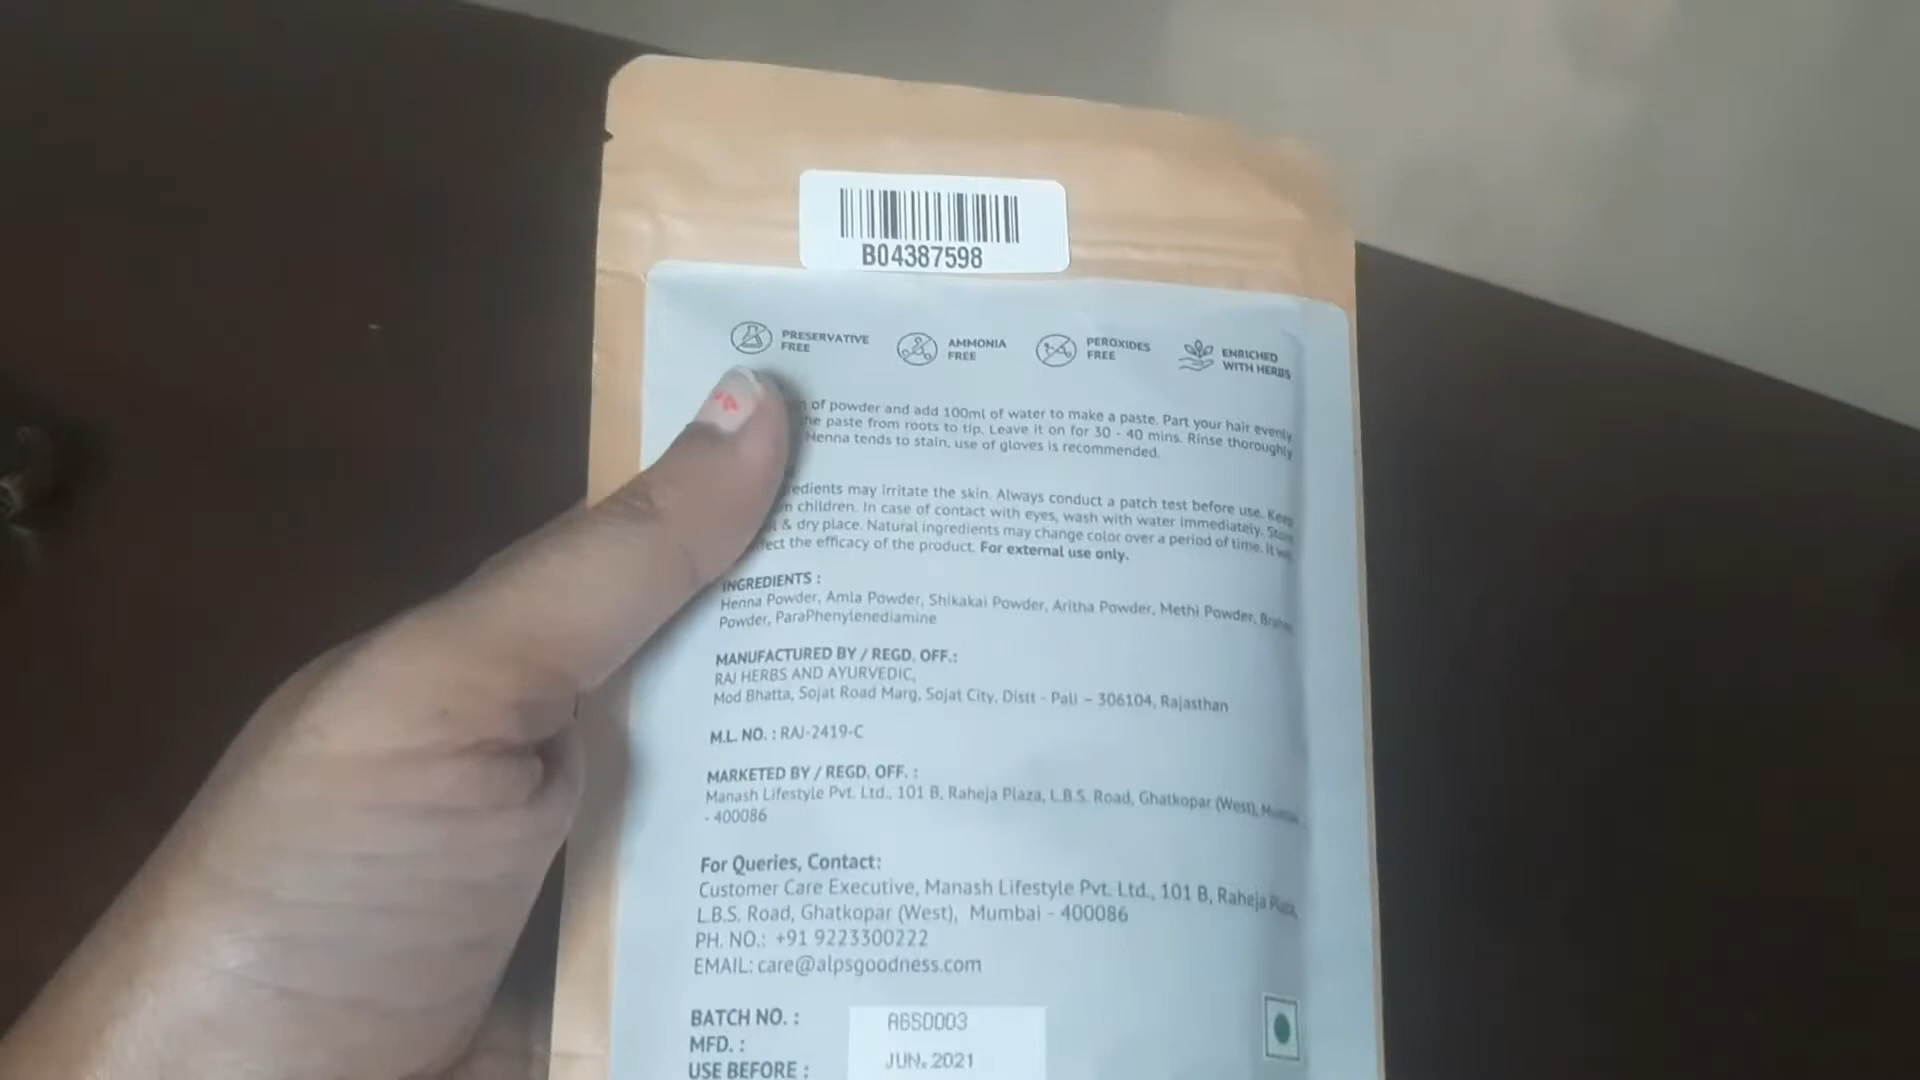 B04387598
PRESERVATIVE FREE
AMMONIA FREE
PEROXIDES FREE
ENRICHED WITH HERBS
of powder and add 100ml of water to make a paste. Part your hair evenly
paste from roots to tip. Leave it on for 30 - 40 mins. Rinse thoroughly
Henna tends to stain, use of gloves is recommended.
may irritate the skin. Always conduct a patch test before use. Keep
children. In case of contact with eyes, wash with water immediately. Store
& dry place. Natural ingredients may change color over a period of time. It
the efficacy of the product. For external use only.
INGREDIENTS :
Henna Powder, Amla Powder, Shikakai Powder, Aritha Powder, Methi Powder,
Powder, ParaPhenylenediamine
MANUFACTURED BY / REGD. OFF.:
RAJ HERBS AND AYURVEDIC,
Mod Bhatta, Sojat Road Marg, Sojat City, Distt - Pali – 306104, Rajasthan
M.L. NO. : RAJ-2419-C
MARKETED BY / REGD. OFF. :
Manash Lifestyle Pvt. Ltd., 101 B, Raheja Plaza, L.B.S. Road, Ghatkopar (West),
- 400086
For Queries, Contact:
Customer Care Executive, Manash Lifestyle Pvt. Ltd., 101 B, Raheja Plaza,
L.B.S. Road, Ghatkopar (West), Mumbai - 400086
PH. NO.: +91 9223300222
EMAIL: care@alpsgoodness.com
BATCH NO. : ABSD003
MFD. : JUN. 2021
USE BEFORE :